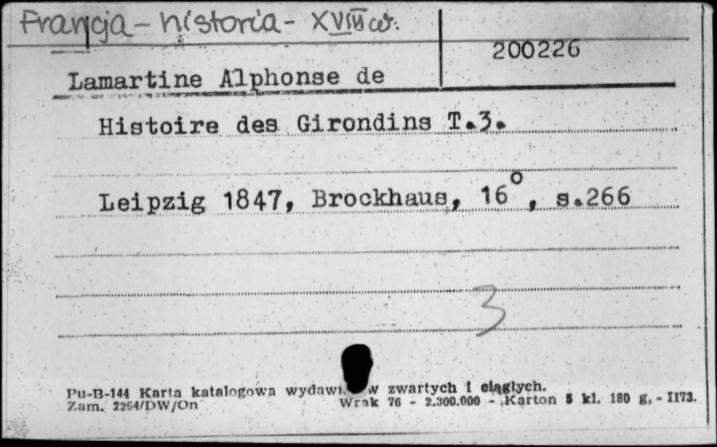 Francja - historia - XVIII w.
200226
Lamartine Alphonse de
Histoire des Girondins T.3.
Leipzig 1847, Brockhaus, 16°, s.266
3
Pu-B-144 Karta katalogowa wydawn w zwartych i ciągłych.
Zam. 2264/DW/On Wrak 76 - 2.300.000 - Karton 5 kl. 180 g, - II73.